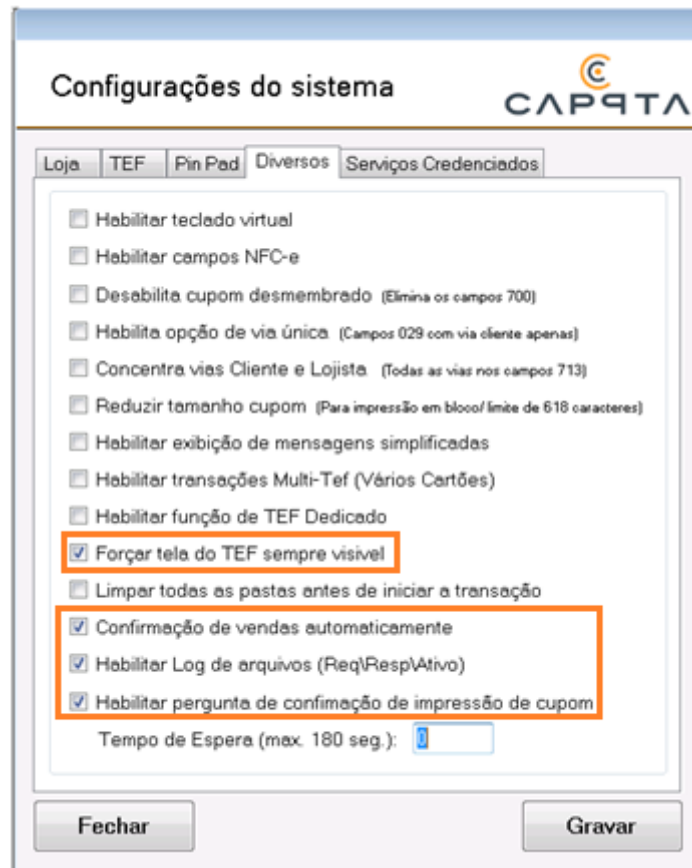 Configurações do sistema
CAPPTA
Loja TEF Pin Pad Diversos Serviços Credenciados
Habilitar teclado virtual
Habilitar campos NFC-e
Desabilita cupom desmembrado (Elimina os campos 700)
Habilita opção de via única (Campos 029 com via cliente apenas)
Concentra vias Cliente e Lojista (Todas as vias nos campos 713)
Reduzir tamanho cupom (Para impressão em bloco/ limite de 618 caracteres)
Habilitar exibição de mensagens simplificadas
Habilitar transações Multi-Tef (Vários Cartões)
Habilitar função de TEF Dedicado
Forçar tela do TEF sempre visivel
Limpar todas as pastas antes de iniciar a transação
Confirmação de vendas automaticamente
Habilitar Log de arquivos (Req\Resp\Ativo)
Habilitar pergunta de confimação de impressão de cupom
Tempo de Espera (max. 180 seg.): 0
Fechar Gravar